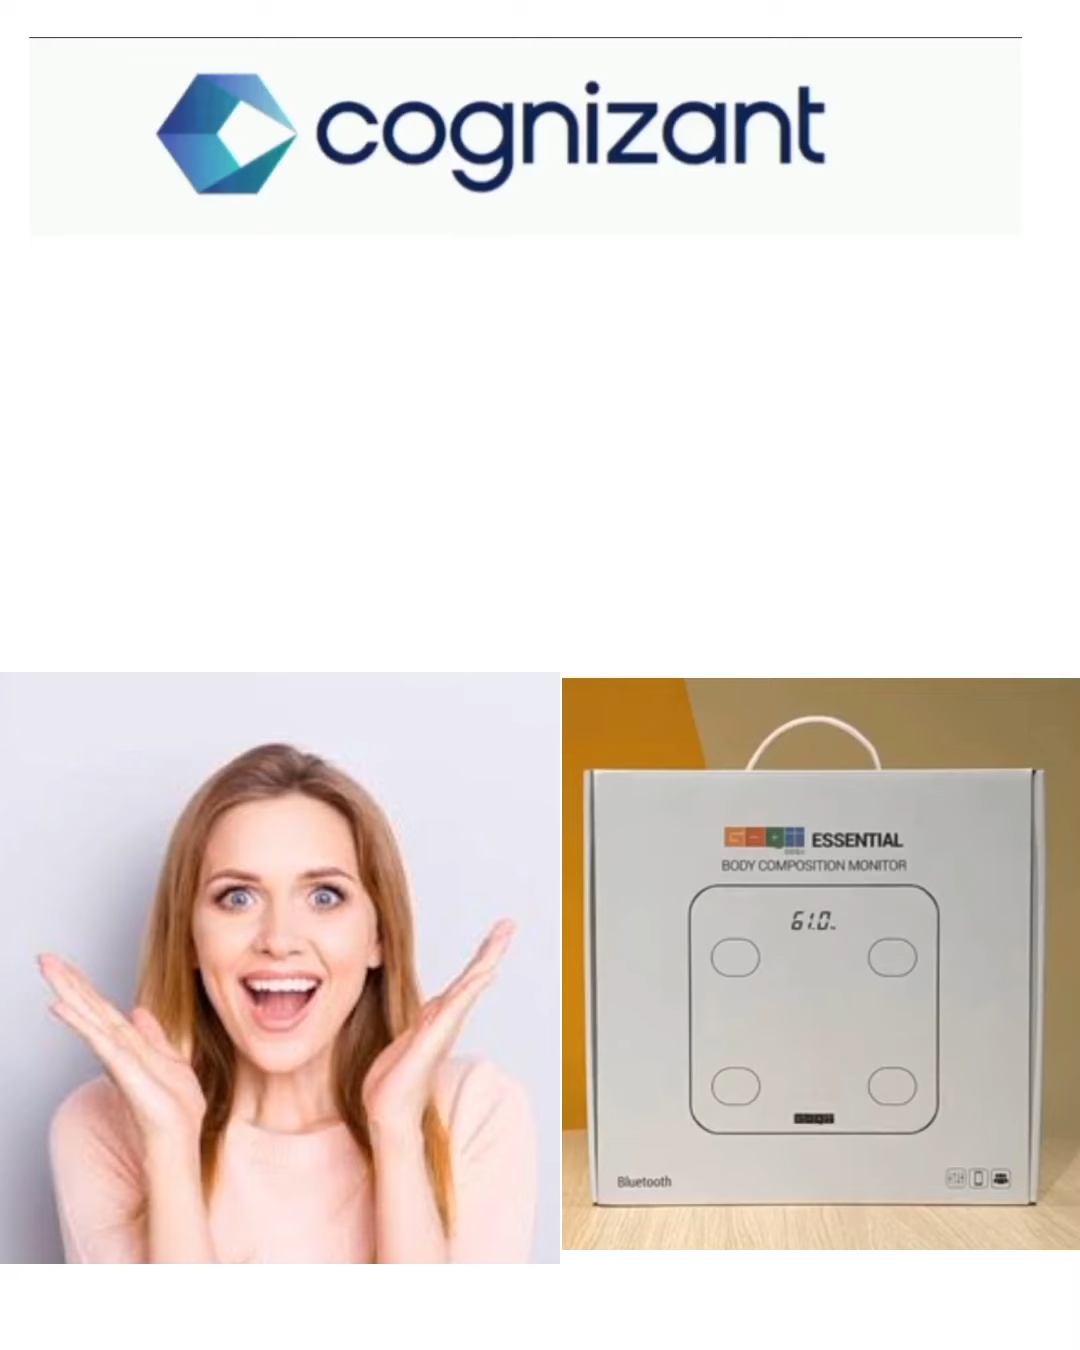 cognizant
ESSENTIAL
BODY COMPOSITION MONITOR
61.0
Bluetooth